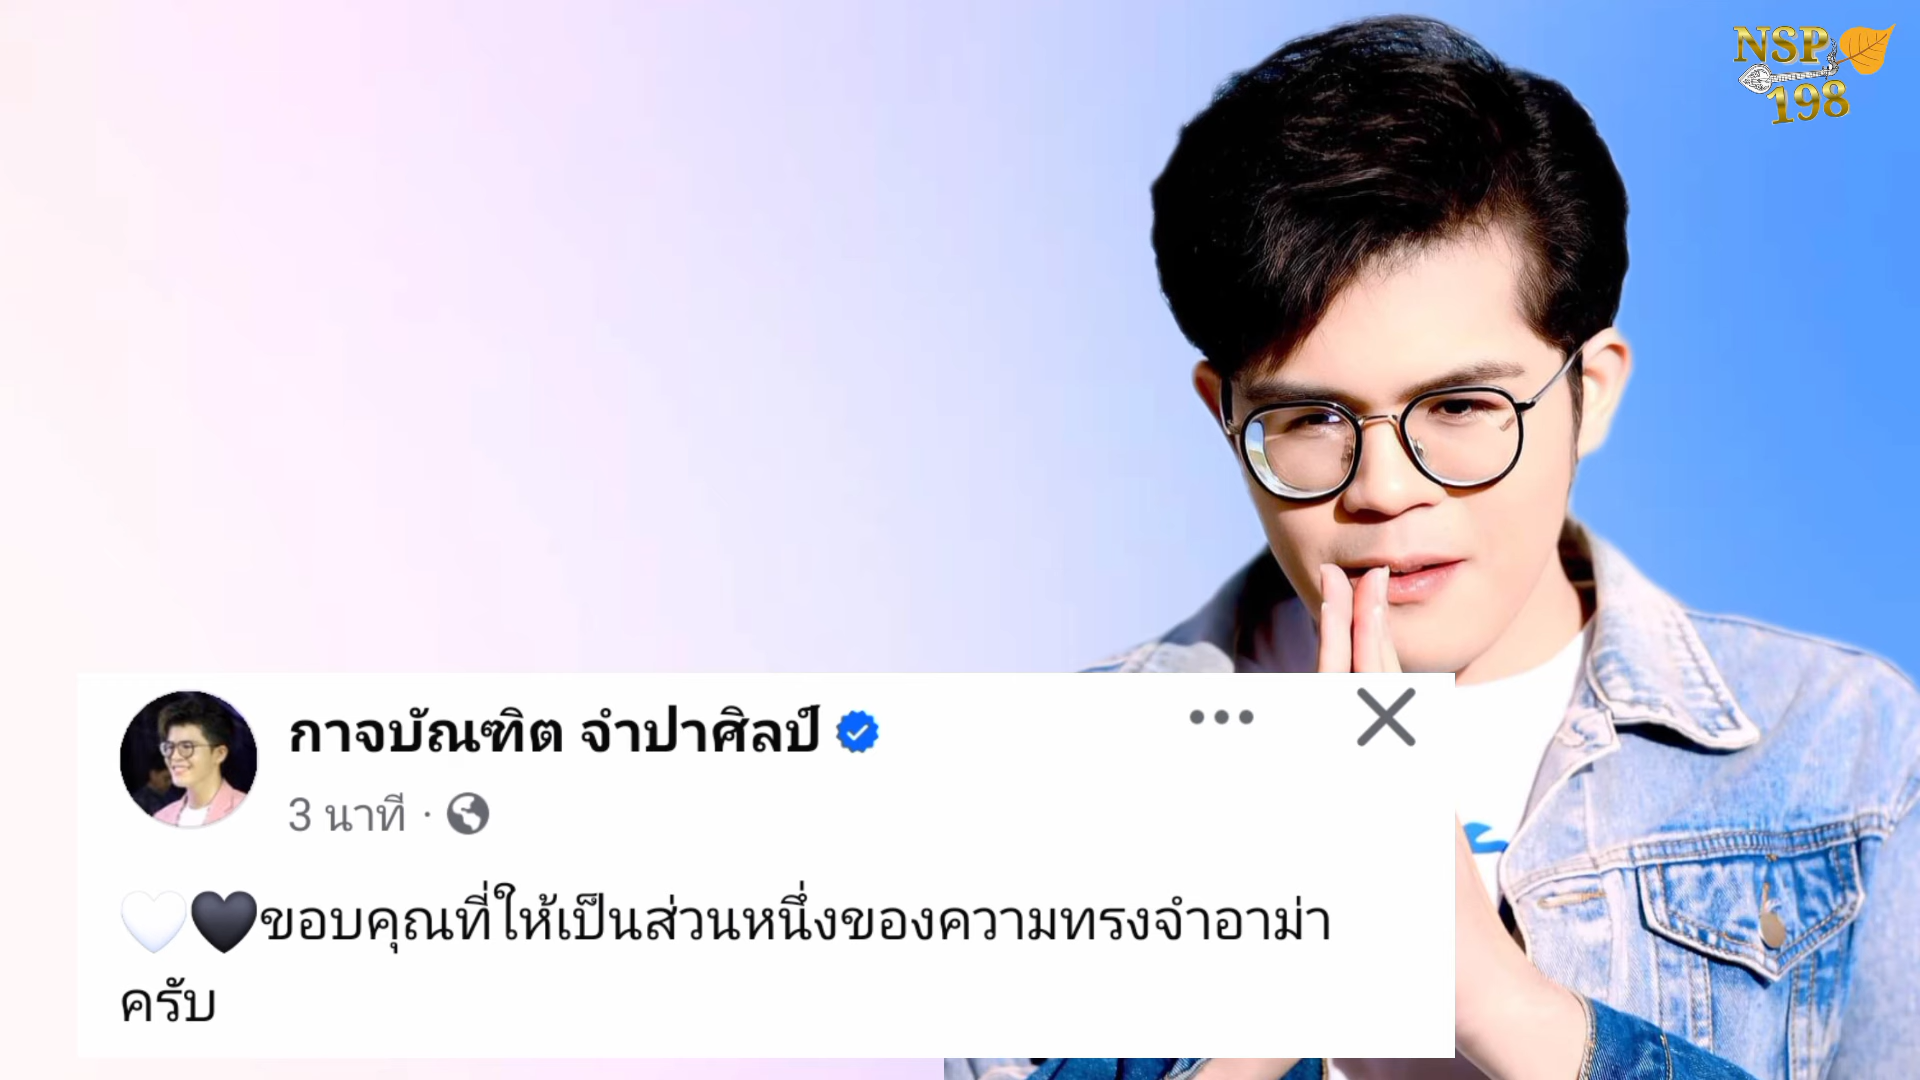 NSP
198
กาจบัณฑิต จำปาศิลป์
3 นาที ·
🤍🖤ขอบคุณที่ให้เป็นส่วนหนึ่งของความทรงจำอาม่า
ครับ